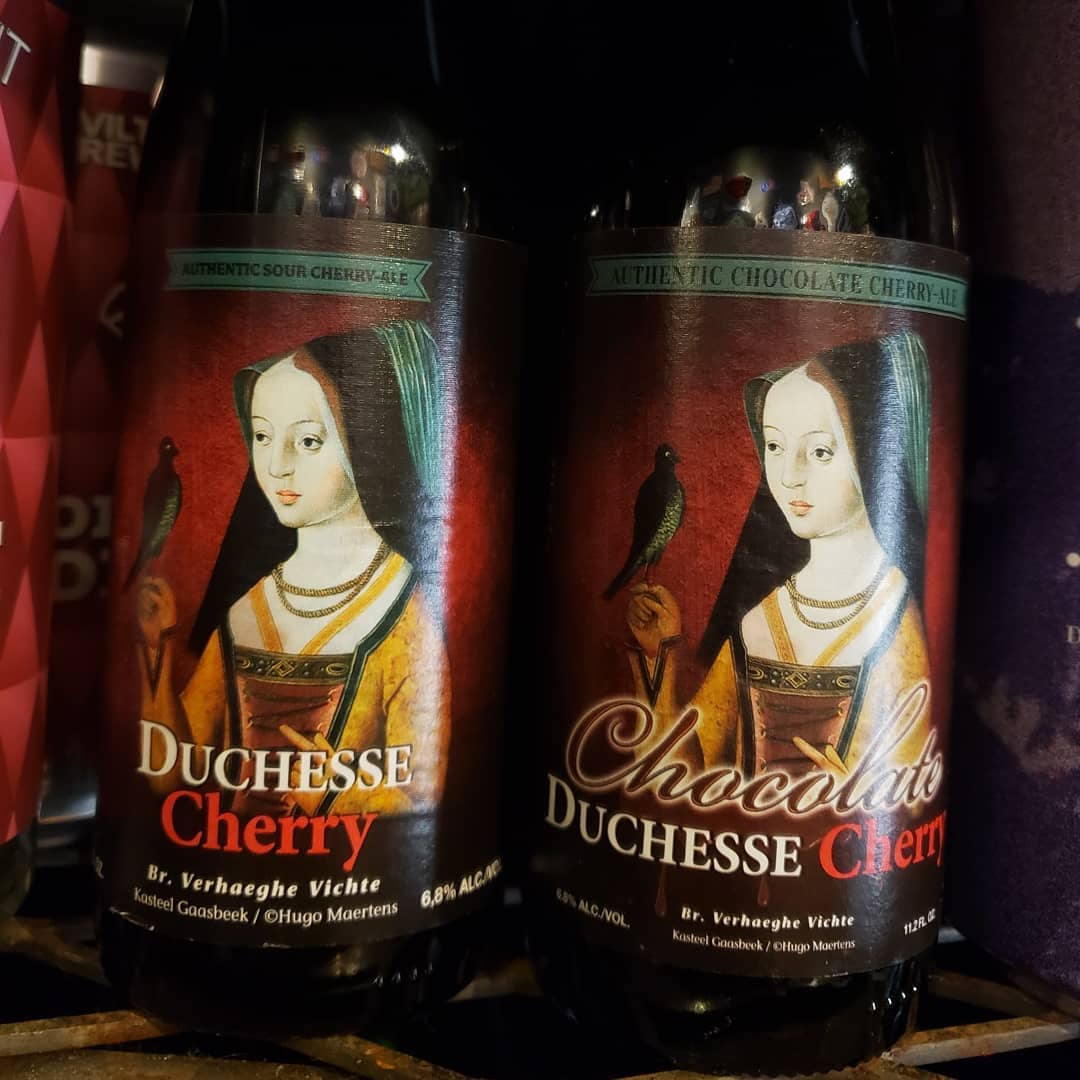 AUTHENTIC SOUR CHERRY-ALE
DUCHESSE
Cherry
Br. Verhaeghe Vichte
Kasteel Gaasbeek / ©Hugo Maertens
6,8% ALC./VOL.
AUTHENTIC CHOCOLATE CHERRY-ALE
Chocolate
DUCHESSE Cherry
6.8% ALC./VOL.
Br. Verhaeghe Vichte
Kasteel Gaasbeek / ©Hugo Maertens
11.2 FL. OZ.